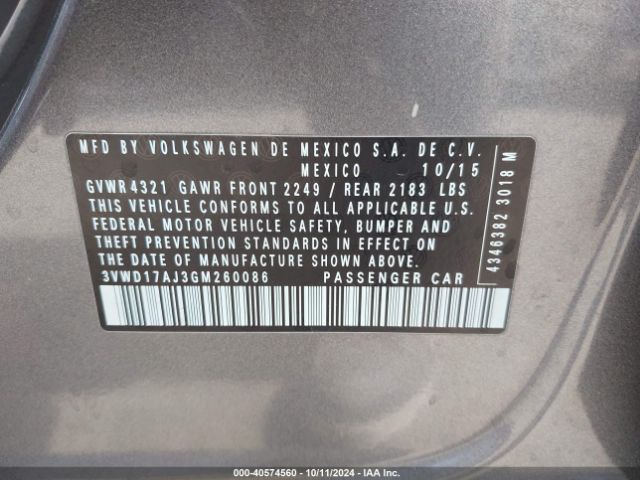 MFD BY VOLKSWAGEN DE MEXICO S.A. DE C.V.
MEXICO 10/15
GVWR 4321 GAWR FRONT 2249 / REAR 2183 LBS
THIS VEHICLE CONFORMS TO ALL APPLICABLE U.S.
FEDERAL MOTOR VEHICLE SAFETY, BUMPER AND
THEFT PREVENTION STANDARDS IN EFFECT ON
THE DATE OF MANUFACTURE SHOWN ABOVE.
3VWD17AJ3GM260086 PASSENGER CAR
4346382 3018 M
000-40574560 - 10/11/2024 - IAA Inc.